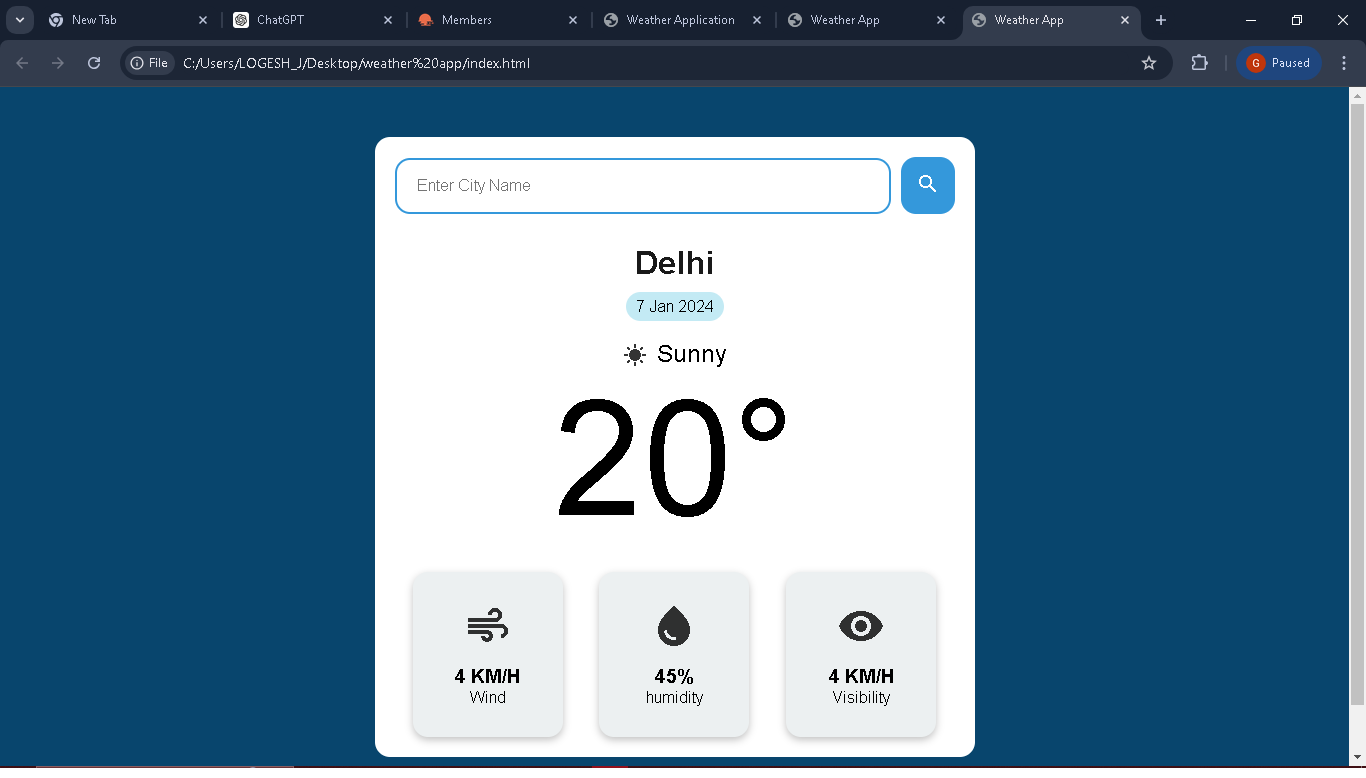 New Tab
ChatGPT
Members
Weather Application
Weather App
Weather App
File
C:/Users/LOGESH_J/Desktop/weather%20app/index.html
G
Paused
Enter City Name
Delhi
7 Jan 2024
Sunny
20°
4 KM/H
Wind
45%
humidity
4 KM/H
Visibility